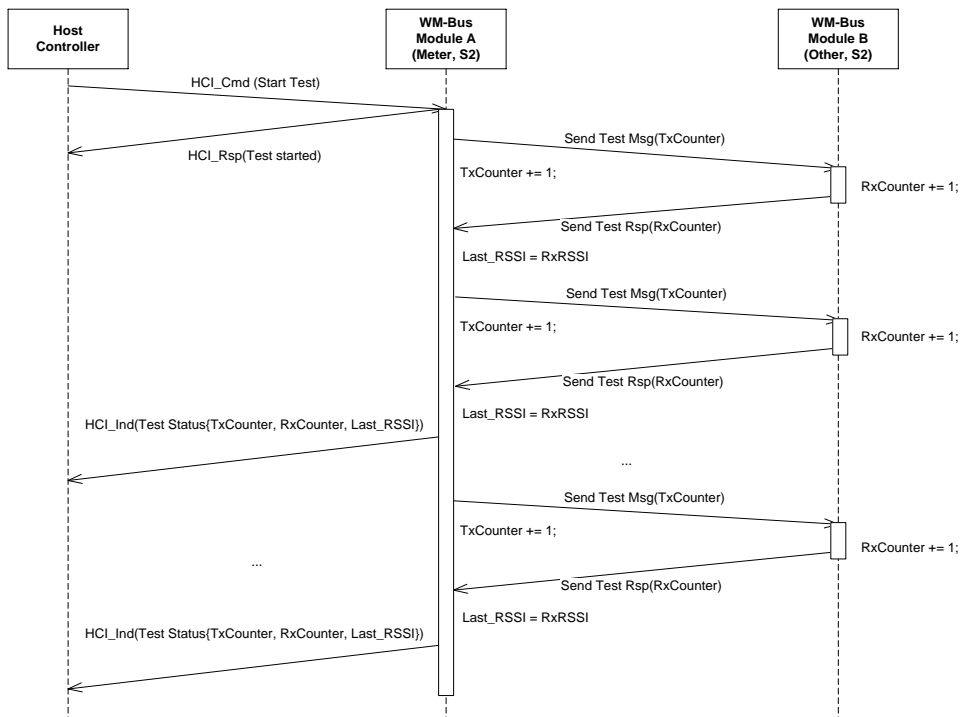 Host
Controller
WM-Bus
Module A
(Meter, S2)
WM-Bus
Module B
(Other, S2)
HCI_Cmd (Start Test)
HCI_Rsp(Test started)
Send Test Msg(TxCounter)
TxCounter += 1;
RxCounter += 1;
Send Test Rsp(RxCounter)
Last_RSSI = RxRSSI
Send Test Msg(TxCounter)
TxCounter += 1;
RxCounter += 1;
Send Test Rsp(RxCounter)
Last_RSSI = RxRSSI
HCI_Ind(Test Status{TxCounter, RxCounter, Last_RSSI})
...
Send Test Msg(TxCounter)
TxCounter += 1;
RxCounter += 1;
...
Send Test Rsp(RxCounter)
Last_RSSI = RxRSSI
HCI_Ind(Test Status{TxCounter, RxCounter, Last_RSSI})